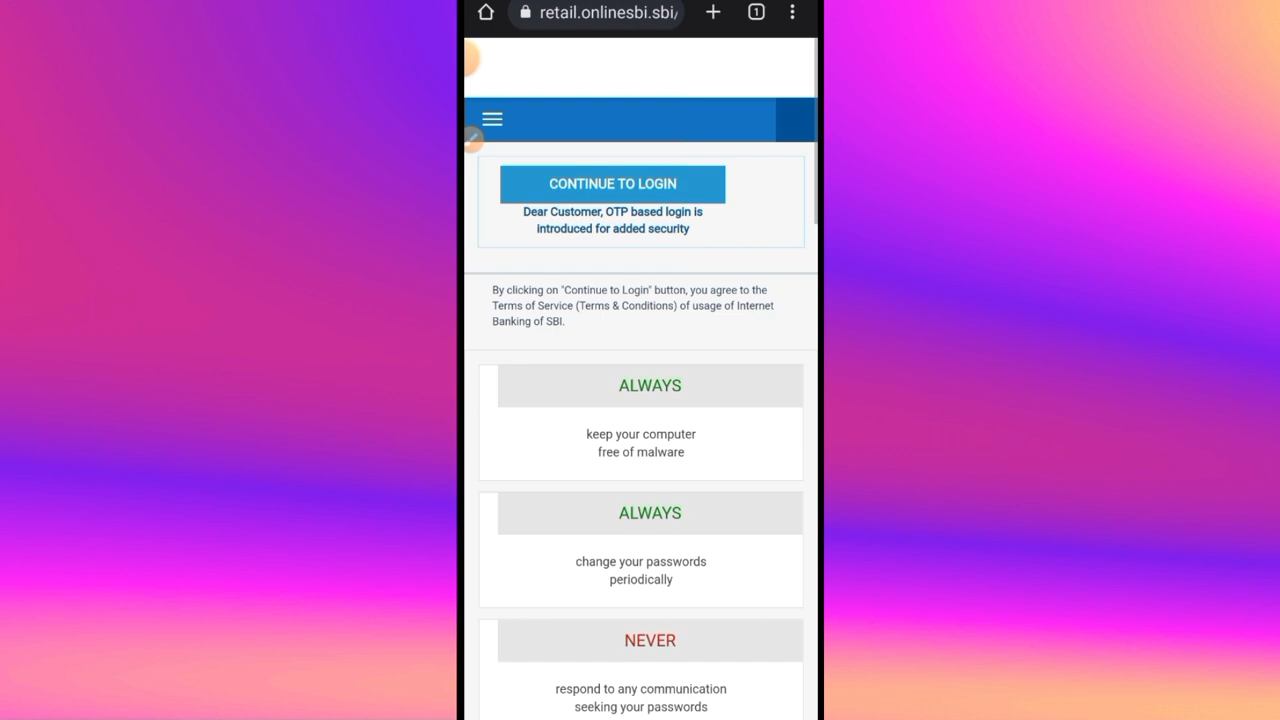 retail.onlinesbi.sbi/
1
CONTINUE TO LOGIN
Dear Customer, OTP based login is
introduced for added security
By clicking on "Continue to Login" button, you agree to the
Terms of Service (Terms & Conditions) of usage of Internet
Banking of SBI.
ALWAYS
keep your computer
free of malware
ALWAYS
change your passwords
periodically
NEVER
respond to any communication
seeking your passwords